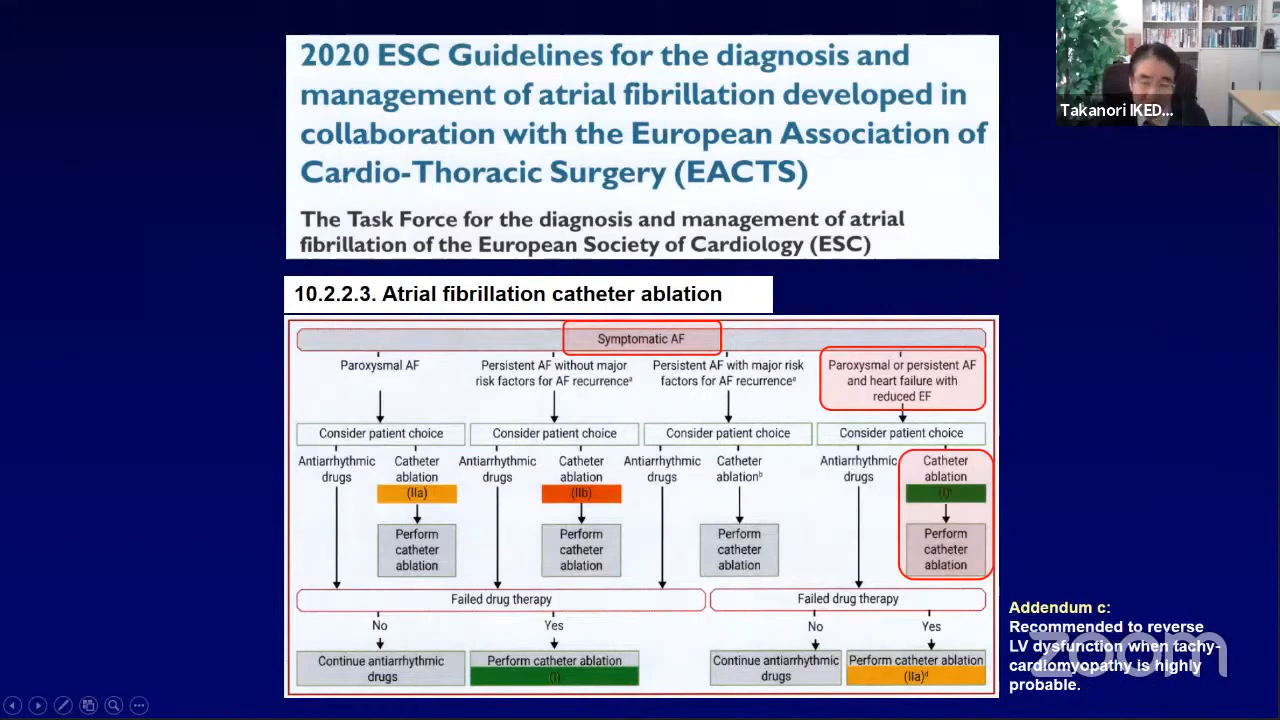 2020 ESC Guidelines for the diagnosis and
management of atrial fibrillation developed in
collaboration with the European Association of
Cardio-Thoracic Surgery (EACTS)
The Task Force for the diagnosis and management of atrial
fibrillation of the European Society of Cardiology (ESC)
Takanori IKED...
10.2.2.3. Atrial fibrillation catheter ablation
Symptomatic AF
Paroxysmal AF
Persistent AF without major
risk factors for AF recurrenceᵃ
Persistent AF with major risk
factors for AF recurrenceᵃ
Paroxysmal or persistent AF
and heart failure with
reduced EF
Consider patient choice
Consider patient choice
Consider patient choice
Consider patient choice
Antiarrhythmic
drugs
Catheter
ablation
(IIa)
Antiarrhythmic
drugs
Catheter
ablation
(IIb)
Antiarrhythmic
drugs
Catheter
ablationᵇ
Antiarrhythmic
drugs
Catheter
ablation
(I)ᶜ
Perform
catheter
ablation
Perform
catheter
ablation
Perform
catheter
ablation
Perform
catheter
ablation
Failed drug therapy
Failed drug therapy
No
Yes
No
Yes
Continue antiarrhythmic
drugs
Perform catheter ablation
(I)
Continue antiarrhythmic
drugs
Perform catheter ablation
(IIa)ᵈ
Addendum c:
Recommended to reverse
LV dysfunction when tachy-
cardiomyopathy is highly
probable.
zoom